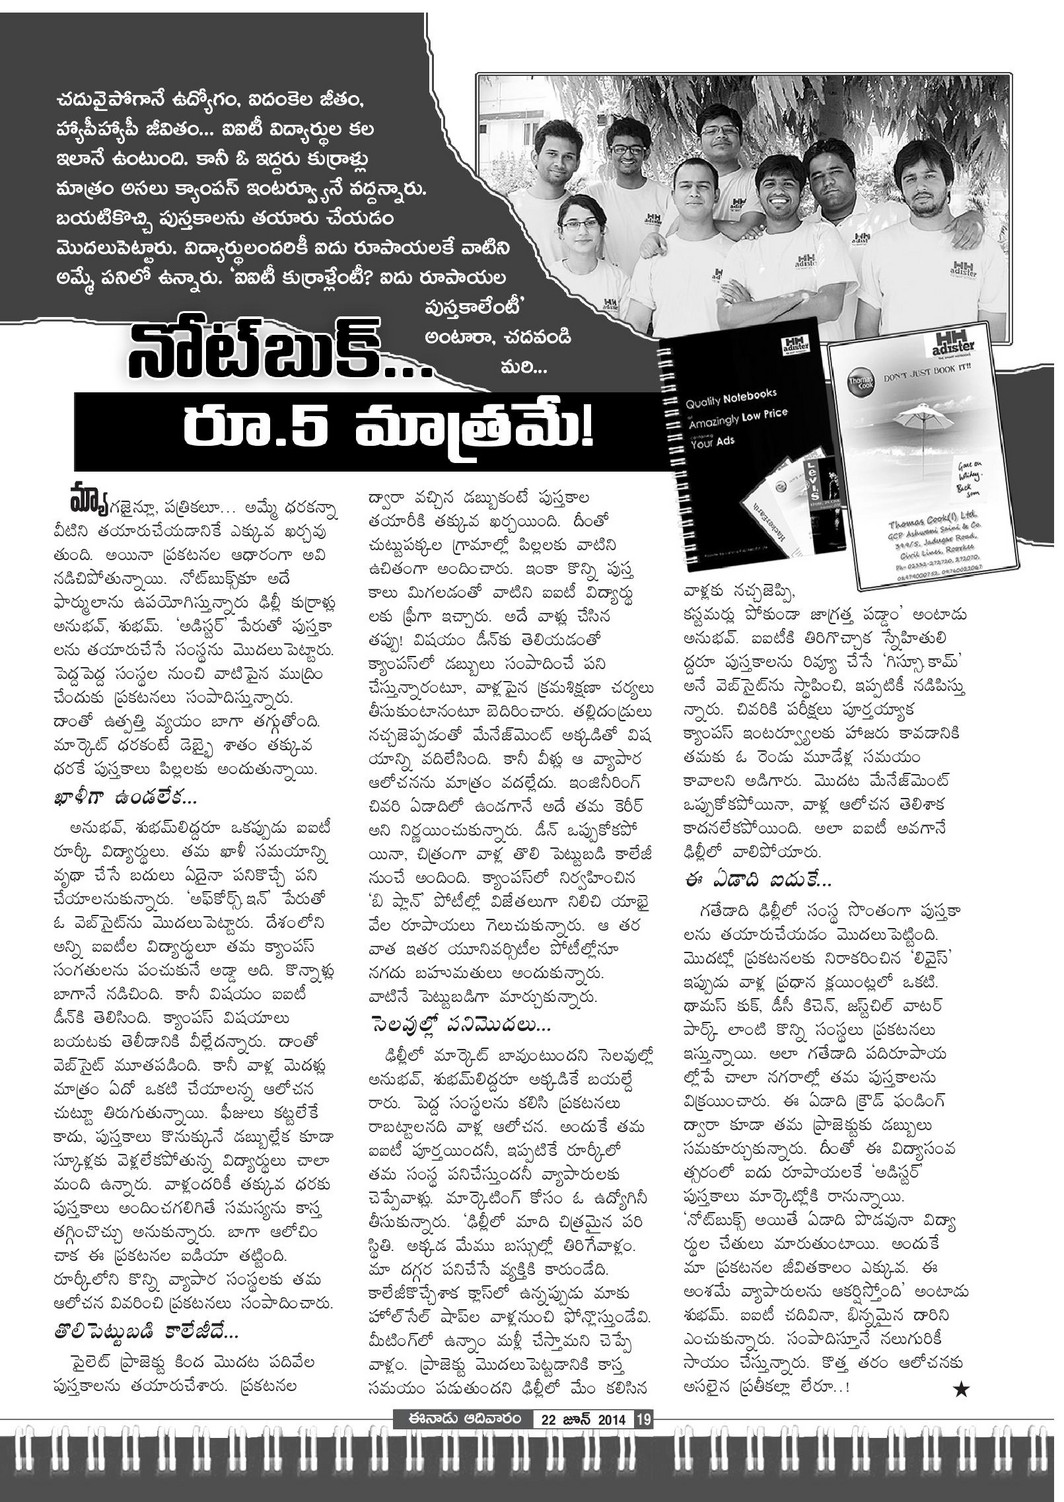 చదువైపోగానే ఉద్యోగం, ఐదంకెల జీతం,
హ్యాపీహ్యాపీ జీవితం... ఐఐటీ విద్యార్థుల కల
ఇలానే ఉంటుంది. కానీ ఓ ఇద్దరు కుర్రాళ్లు
మాత్రం అసలు క్యాంపస్ ఇంటర్వ్యూనే వద్దన్నారు.
బయటికొచ్చి పుస్తకాలను తయారు చేయడం
మొదలుపెట్టారు. విద్యార్థులందరికీ ఐదు రూపాయలకే వాటిని
అమ్మే పనిలో ఉన్నారు. 'ఐఐటీ కుర్రాళ్లేంటీ? ఐదు రూపాయల
పుస్తకాలేంటీ'
అంటారా, చదవండి
మరి...
నోట్‌బుక్...
రూ.5 మాత్రమే!
మ్యాగజైన్లూ, పత్రికలూ... అమ్మే ధరకన్నా
వీటిని తయారుచేయడానికే ఎక్కువ ఖర్చవు
తుంది. అయినా ప్రకటనల ఆధారంగా అవి
నడిచిపోతున్నాయి. నోట్‌బుక్స్‌కూ అదే
ఫార్ములాను ఉపయోగిస్తున్నారు ఢిల్లీ కుర్రాళ్లు
అనుభవ్, శుభమ్. 'అడిస్టర్' పేరుతో పుస్తకా
లను తయారుచేసే సంస్థను మొదలుపెట్టారు.
పెద్దపెద్ద సంస్థల నుంచి వాటిపైన ముద్రిం
చేందుకు ప్రకటనలు సంపాదిస్తున్నారు.
దాంతో ఉత్పత్తి వ్యయం బాగా తగ్గుతోంది.
మార్కెట్ ధరకంటే డెబ్భై శాతం తక్కువ
ధరకే పుస్తకాలు పిల్లలకు అందుతున్నాయి.
ఖాళీగా ఉండలేక...
అనుభవ్, శుభమ్‌లిద్దరూ ఒకప్పుడు ఐఐటీ
రూర్కీ విద్యార్థులు. తమ ఖాళీ సమయాన్ని
వృథా చేసే బదులు ఏదైనా పనికొచ్చే పని
చేయాలనుకున్నారు. 'అఫ్‌కోర్స్.ఇన్' పేరుతో
ఓ వెబ్‌సైట్‌ను మొదలుపెట్టారు. దేశంలోని
అన్ని ఐఐటీల విద్యార్థులూ తమ క్యాంపస్
సంగతులను పంచుకునే అడ్డా అది. కొన్నాళ్లు
బాగానే నడిచింది. కానీ విషయం ఐఐటీ
డీన్‌కి తెలిసింది. క్యాంపస్ విషయాలు
బయటకు తెలీడానికి వీల్లేదన్నారు. దాంతో
వెబ్‌సైట్ మూతపడింది. కానీ వాళ్ల మెదళ్లు
మాత్రం ఏదో ఒకటి చేయాలన్న ఆలోచన
చుట్టూ తిరుగుతున్నాయి. ఫీజులు కట్టలేకే
కాదు, పుస్తకాలు కొనుక్కునే డబ్బుల్లేక కూడా
స్కూళ్లకు వెళ్లలేకపోతున్న విద్యార్థులు చాలా
మంది ఉన్నారు. వాళ్లందరికీ తక్కువ ధరకు
పుస్తకాలు అందించగలిగితే సమస్యను కాస్త
తగ్గించొచ్చు అనుకున్నారు. బాగా ఆలోచిం
చాక ఈ ప్రకటనల ఐడియా తట్టింది.
రూర్కీలోని కొన్ని వ్యాపార సంస్థలకు తమ
ఆలోచన వివరించి ప్రకటనలు సంపాదించారు.
తొలిపెట్టుబడి కాలేజీదే...
పైలెట్ ప్రాజెక్టు కింద మొదట పదివేల
పుస్తకాలను తయారుచేశారు. ప్రకటనల
ద్వారా వచ్చిన డబ్బుకంటే పుస్తకాల
తయారీకి తక్కువ ఖర్చయింది. దీంతో
చుట్టుపక్కల గ్రామాల్లో పిల్లలకు వాటిని
ఉచితంగా అందించారు. ఇంకా కొన్ని పుస్త
కాలు మిగలడంతో వాటిని ఐఐటీ విద్యార్థు
లకు ఫ్రీగా ఇచ్చారు. అదే వాళ్లు చేసిన
తప్పు! విషయం డీన్‌కు తెలియడంతో
క్యాంపస్‌లో డబ్బులు సంపాదించే పని
చేస్తున్నారంటూ, వాళ్లపైన క్రమశిక్షణా చర్యలు
తీసుకుంటానంటూ బెదిరించారు. తల్లిదండ్రులు
నచ్చజెప్పడంతో మేనేజ్‌మెంట్ అక్కడితో విష
యాన్ని వదిలేసింది. కానీ వీళ్లు ఆ వ్యాపార
ఆలోచనను మాత్రం వదల్లేదు. ఇంజినీరింగ్
చివరి ఏడాదిలో ఉండగానే అదే తమ కెరీర్
అని నిర్ణయించుకున్నారు. డీన్ ఒప్పుకోకపో
యినా, చిత్రంగా వాళ్ల తొలి పెట్టుబడి కాలేజీ
నుంచే అందింది. క్యాంపస్‌లో నిర్వహించిన
'బి ప్లాన్' పోటీల్లో విజేతలుగా నిలిచి యాభై
వేల రూపాయలు గెలుచుకున్నారు. ఆ తర
వాత ఇతర యూనివర్సిటీల పోటీల్లోనూ
నగదు బహుమతులు అందుకున్నారు.
వాటినే పెట్టుబడిగా మార్చుకున్నారు.
సెలవుల్లో పనిమొదలు...
ఢిల్లీలో మార్కెట్ బావుంటుందని సెలవుల్లో
అనుభవ్, శుభమ్‌లిద్దరూ అక్కడికే బయల్దే
రారు. పెద్ద సంస్థలను కలిసి ప్రకటనలు
రాబట్టాలనది వాళ్ల ఆలోచన. అందుకే తమ
ఐఐటీ పూర్తయిందనీ, ఇప్పటికే రూర్కీలో
తమ సంస్థ పనిచేస్తుందనీ వ్యాపారులకు
చెప్పేవాళ్లు. మార్కెటింగ్ కోసం ఓ ఉద్యోగినీ
తీసుకున్నారు. 'ఢిల్లీలో మాది చిత్రమైన పరి
స్థితి. అక్కడ మేము బస్సుల్లో తిరిగేవాళ్లం.
మా దగ్గర పనిచేసే వ్యక్తికి కారుండేది.
కాలేజీకొచ్చేశాక క్లాస్‌లో ఉన్నప్పుడు మాకు
హోల్‌సేల్ షాప్‌ల వాళ్లనుంచి ఫోన్లొస్తుండేవి.
మీటింగ్‌లో ఉన్నాం మళ్లీ చేస్తామని చెప్పే
వాళ్లం. ప్రాజెక్టు మొదలుపెట్టడానికి కాస్త
సమయం పడుతుందని ఢిల్లీలో మేం కలిసిన
వాళ్లకు నచ్చజెప్పి,
కస్టమర్లు పోకుండా జాగ్రత్త పడ్డాం' అంటాడు
అనుభవ్. ఐఐటీకి తిరిగొచ్చాక స్నేహితులి
ద్దరూ పుస్తకాలను రివ్యూ చేసే 'గిస్సూ.కామ్'
అనే వెబ్‌సైట్‌ను స్థాపించి, ఇప్పటికీ నడిపిస్తు
న్నారు. చివరికి పరీక్షలు పూర్తయ్యాక
క్యాంపస్ ఇంటర్వ్యూలకు హాజరు కావడానికి
తమకు ఓ రెండు మూడేళ్ల సమయం
కావాలని అడిగారు. మొదట మేనేజ్‌మెంట్
ఒప్పుకోకపోయినా, వాళ్ల ఆలోచన తెలిశాక
కాదనలేకపోయింది. అలా ఐఐటీ అవగానే
ఢిల్లీలో వాలిపోయారు.
ఈ ఏడాది ఐదుకే...
గతేడాది ఢిల్లీలో సంస్థ సొంతంగా పుస్తకా
లను తయారుచేయడం మొదలుపెట్టింది.
మొదట్లో ప్రకటనలకు నిరాకరించిన 'లివైస్'
ఇప్పుడు వాళ్ల ప్రధాన క్లయింట్లలో ఒకటి.
థామస్ కుక్, డీసీ కిచెన్, జస్ట్‌చిల్ వాటర్
పార్క్ లాంటి కొన్ని సంస్థలు ప్రకటనలు
ఇస్తున్నాయి. అలా గతేడాది పదిరూపాయ
ల్లోపే చాలా నగరాల్లో తమ పుస్తకాలను
విక్రయించారు. ఈ ఏడాది క్రౌడ్ ఫండింగ్
ద్వారా కూడా తమ ప్రాజెక్టుకు డబ్బులు
సమకూర్చుకున్నారు. దీంతో ఈ విద్యాసంవ
త్సరంలో ఐదు రూపాయలకే 'అడిస్టర్'
పుస్తకాలు మార్కెట్లోకి రానున్నాయి.
'నోట్‌బుక్స్ అయితే ఏడాది పొడవునా విద్యా
ర్థుల చేతులు మారుతుంటాయి. అందుకే
మా ప్రకటనల జీవితకాలం ఎక్కువ. ఈ
అంశమే వ్యాపారులను ఆకర్షిస్తోంది' అంటాడు
శుభమ్. ఐఐటీ చదివినా, భిన్నమైన దారిని
ఎంచుకున్నారు. సంపాదిస్తూనే నలుగురికీ
సాయం చేస్తున్నారు. కొత్త తరం ఆలోచనకు
అసలైన ప్రతీకల్లా లేరూ..!
adister
Quality Notebooks
Amazingly Low Price
Your Ads
LEVI'S
adister
Thomas Cook
DON'T JUST BOOK IT!!
Gone on
Holiday.
Back
soon
Thomas Cook(I) Ltd.
GCP Ashwani Saini & Co.
399/5, Jadugar Road,
Civil Lines, Roorkee
ఈనాడు ఆదివారం 22 జూన్ 2014 19